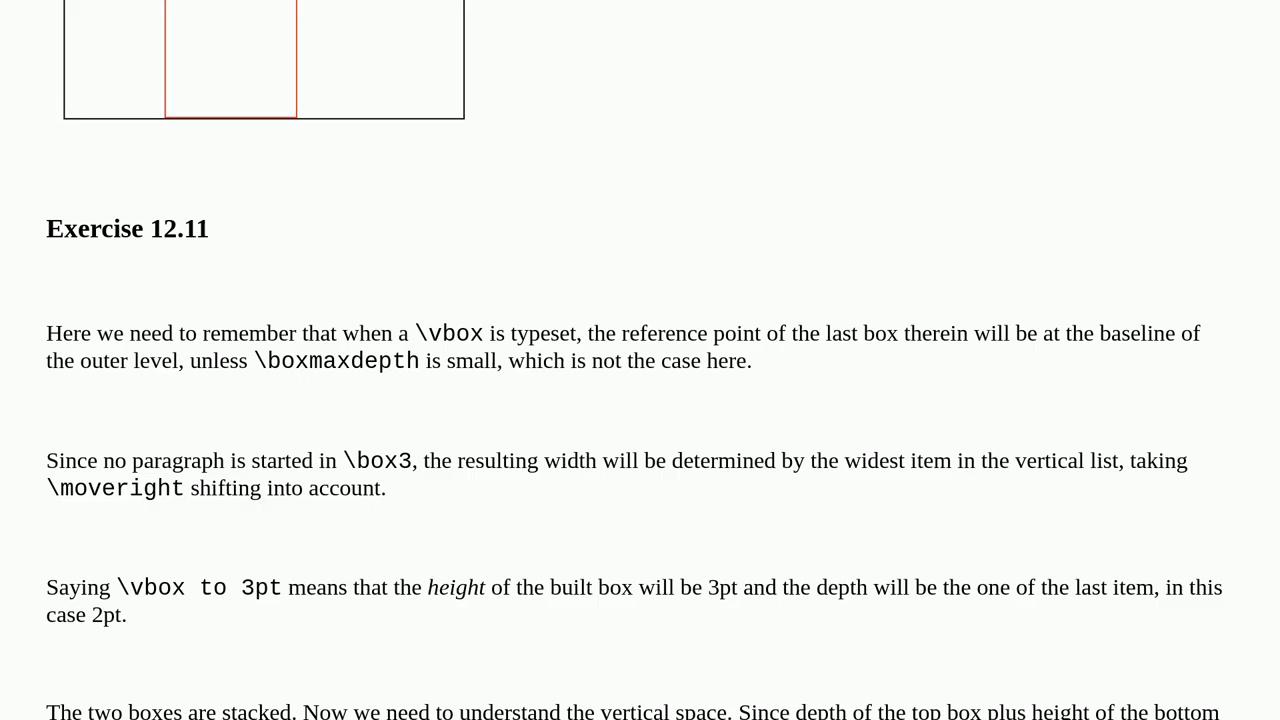 Exercise 12.11
Here we need to remember that when a \vbox is typeset, the reference point of the last box therein will be at the baseline of
the outer level, unless \boxmaxdepth is small, which is not the case here.
Since no paragraph is started in \box3, the resulting width will be determined by the widest item in the vertical list, taking
\moveright shifting into account.
Saying \vbox to 3pt means that the height of the built box will be 3pt and the depth will be the one of the last item, in this
case 2pt.
The two boxes are stacked. Now we need to understand the vertical space. Since depth of the top box plus height of the bottom